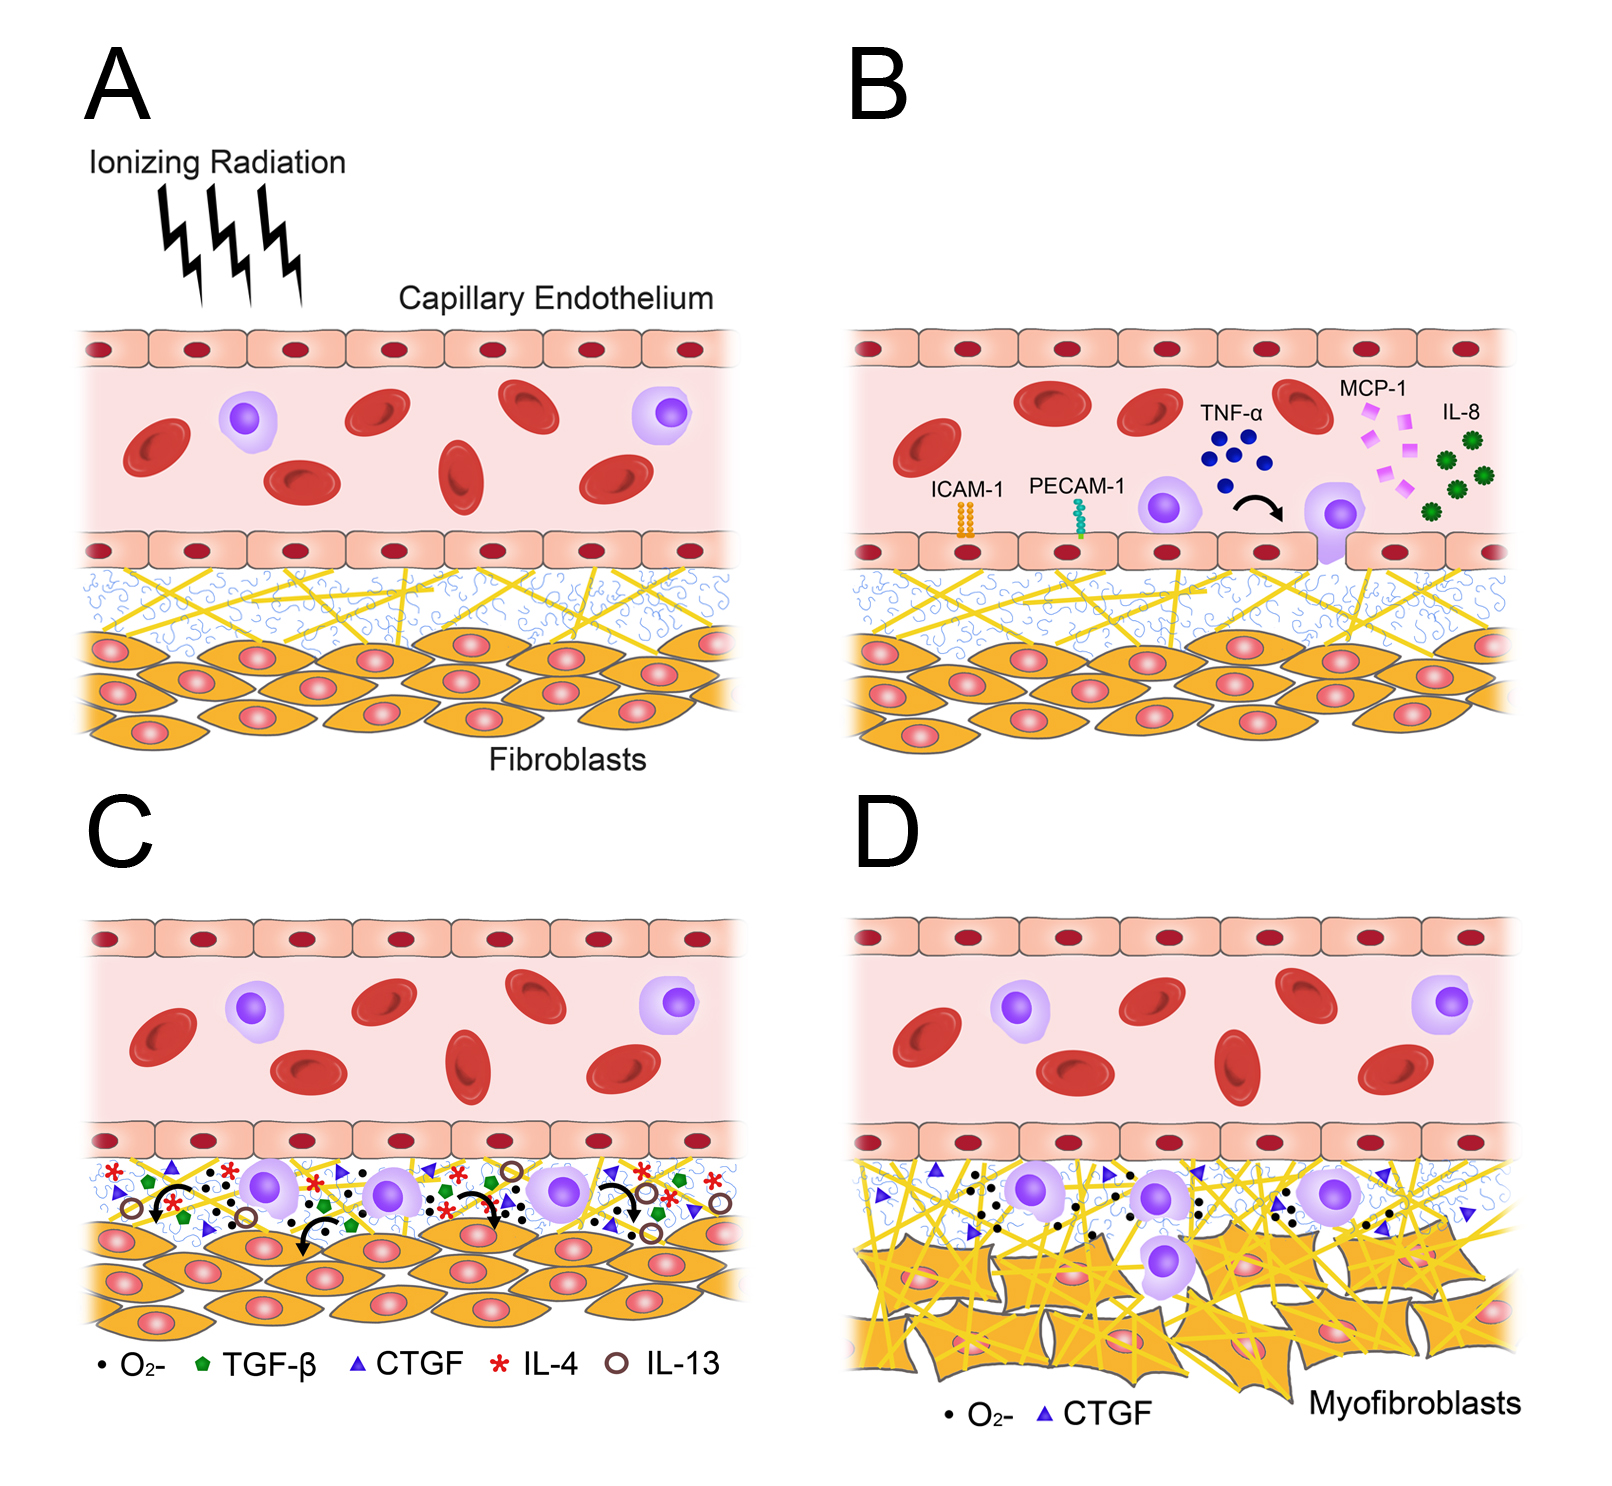 A
Ionizing Radiation
Capillary Endothelium
Fibroblasts
B
MCP-1
TNF-α
IL-8
ICAM-1
PECAM-1
C
O2- TGF-β CTGF IL-4 IL-13
D
Myofibroblasts
O2- CTGF